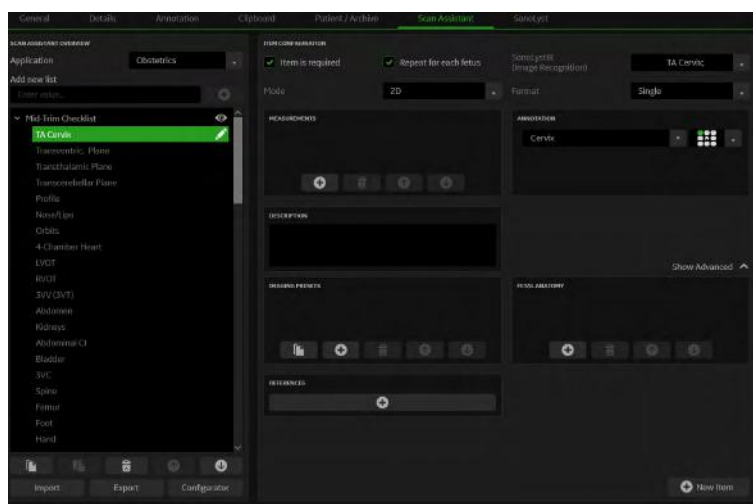 General Details Annotation Clipboard Patient / Archive Scan Assistant SonoLyst
SCAN ASSISTANT OVERVIEW
Application Obstetrics
Add new list
Enter value...
Mid-Trim Checklist
TA Cervix
Transventric. Plane
Transthalamic Plane
Transcerebellar Plane
Profile
Nose/Lips
Orbits
4-Chamber Heart
LVOT
RVOT
3VV (3VT)
Abdomen
Kidneys
Abdominal CI
Bladder
3VC
Spine
Femur
Foot
Hand
Import Export Configurator
ITEM CONFIGURATION
Item is required Repeat for each fetus SonoLystIR
(Image Recognition) TA Cervix
Mode 2D Format Single
MEASUREMENTS ANNOTATION
Cervix
DESCRIPTION
Show Advanced
IMAGING PRESETS FETAL ANATOMY
REFERENCES
New Item